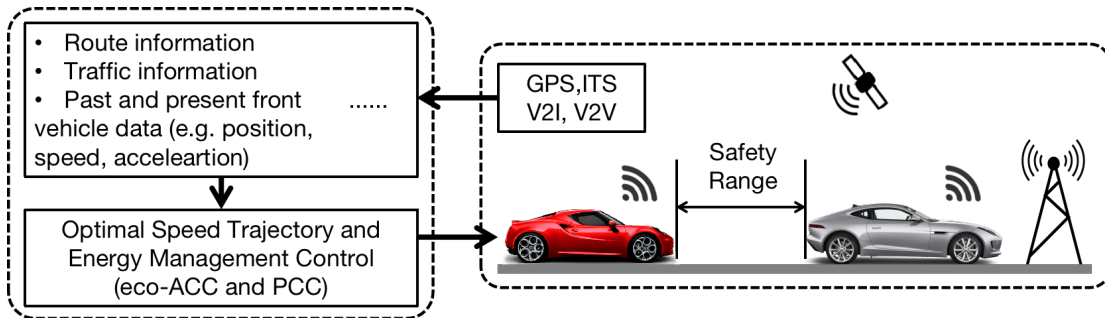 • Route information
• Traffic information
• Past and present front ......
vehicle data (e.g. position,
speed, acceleartion)
Optimal Speed Trajectory and
Energy Management Control
(eco-ACC and PCC)
GPS,ITS
V2I, V2V
Safety
Range